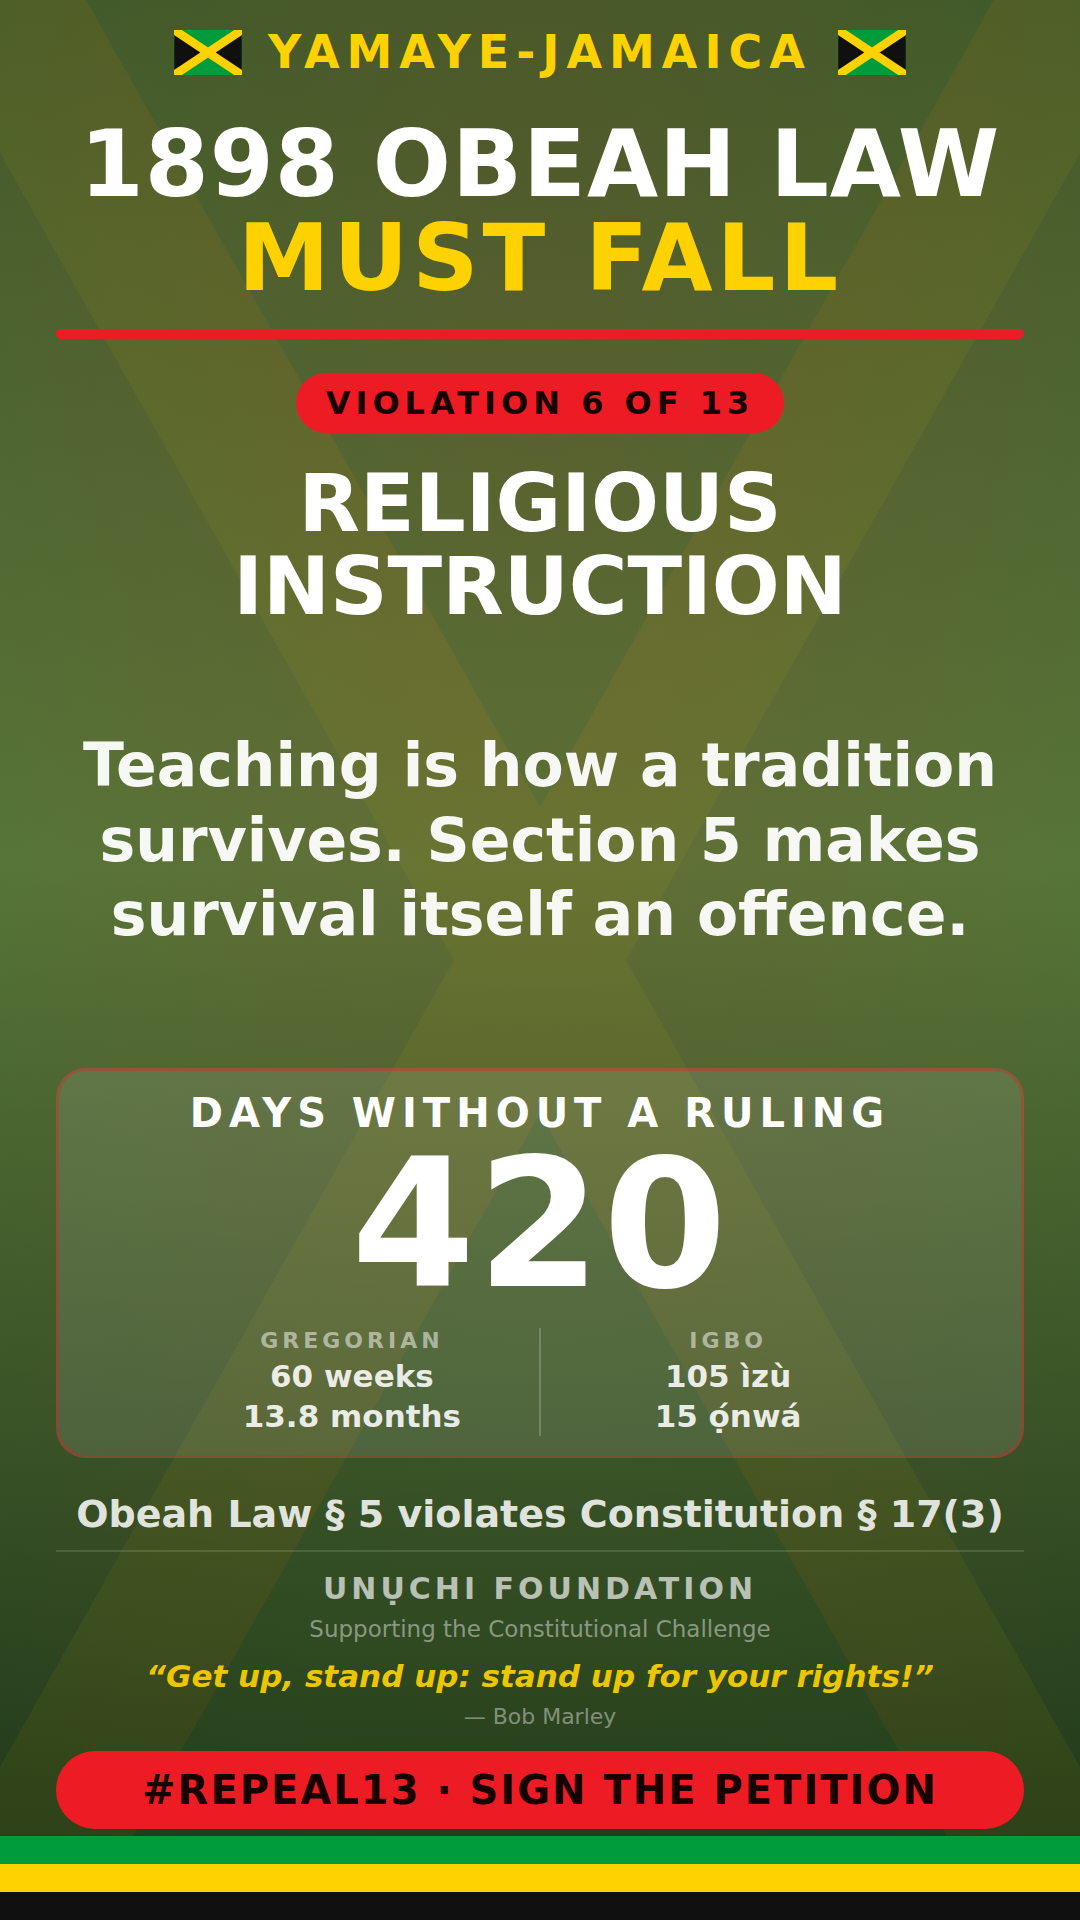 YAMAYE-JAMAICA
1898 OBEAH LAW
MUST FALL
VIOLATION 6 OF 13
RELIGIOUS
INSTRUCTION
Teaching is how a tradition
survives. Section 5 makes
survival itself an offence.
DAYS WITHOUT A RULING
420
GREGORIAN
60 weeks
13.8 months
IGBO
105 ìzù
15 ọ́nwá
Obeah Law § 5 violates Constitution § 17(3)
UNỤCHI FOUNDATION
Supporting the Constitutional Challenge
“Get up, stand up: stand up for your rights!”
— Bob Marley
#REPEAL13 · SIGN THE PETITION